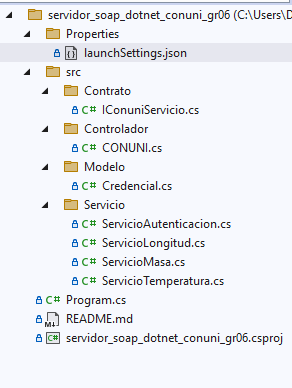 servidor_soap_dotnet_conuni_gr06 (C:\Users\D
Properties
launchSettings.json
src
Contrato
C# IConuniServicio.cs
Controlador
C# CONUNI.cs
Modelo
C# Credencial.cs
Servicio
C# ServicioAutenticacion.cs
C# ServicioLongitud.cs
C# ServicioMasa.cs
C# ServicioTemperatura.cs
C# Program.cs
M README.md
C# servidor_soap_dotnet_conuni_gr06.csproj